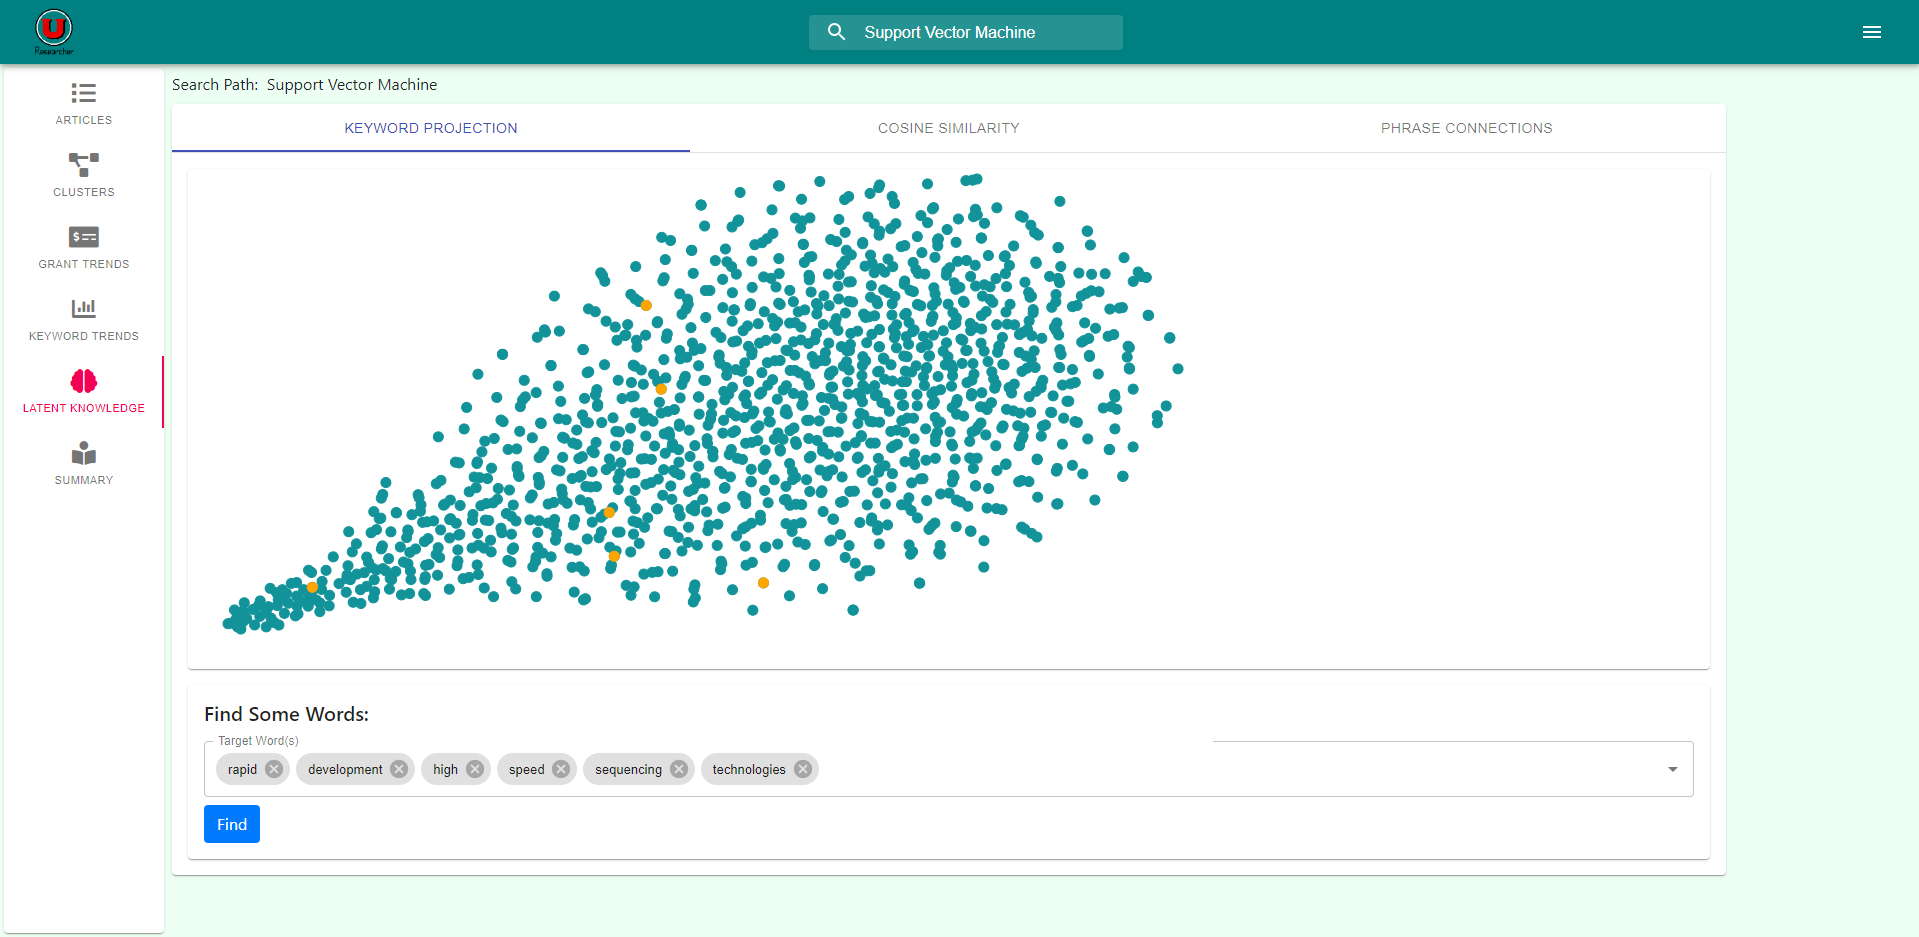 U
Researcher
Support Vector Machine
ARTICLES
CLUSTERS
GRANT TRENDS
KEYWORD TRENDS
LATENT KNOWLEDGE
SUMMARY
Search Path: Support Vector Machine
KEYWORD PROJECTION COSINE SIMILARITY PHRASE CONNECTIONS
Find Some Words:
Target Word(s)
rapid development high speed sequencing technologies
Find